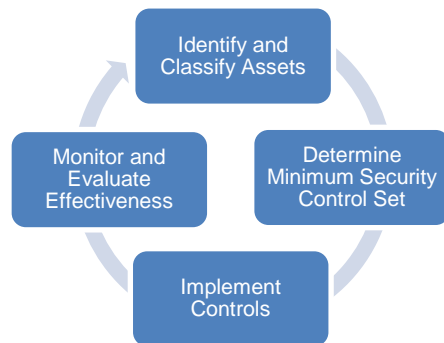 Identify and
Classify Assets
Determine
Minimum Security
Control Set
Implement
Controls
Monitor and
Evaluate
Effectiveness